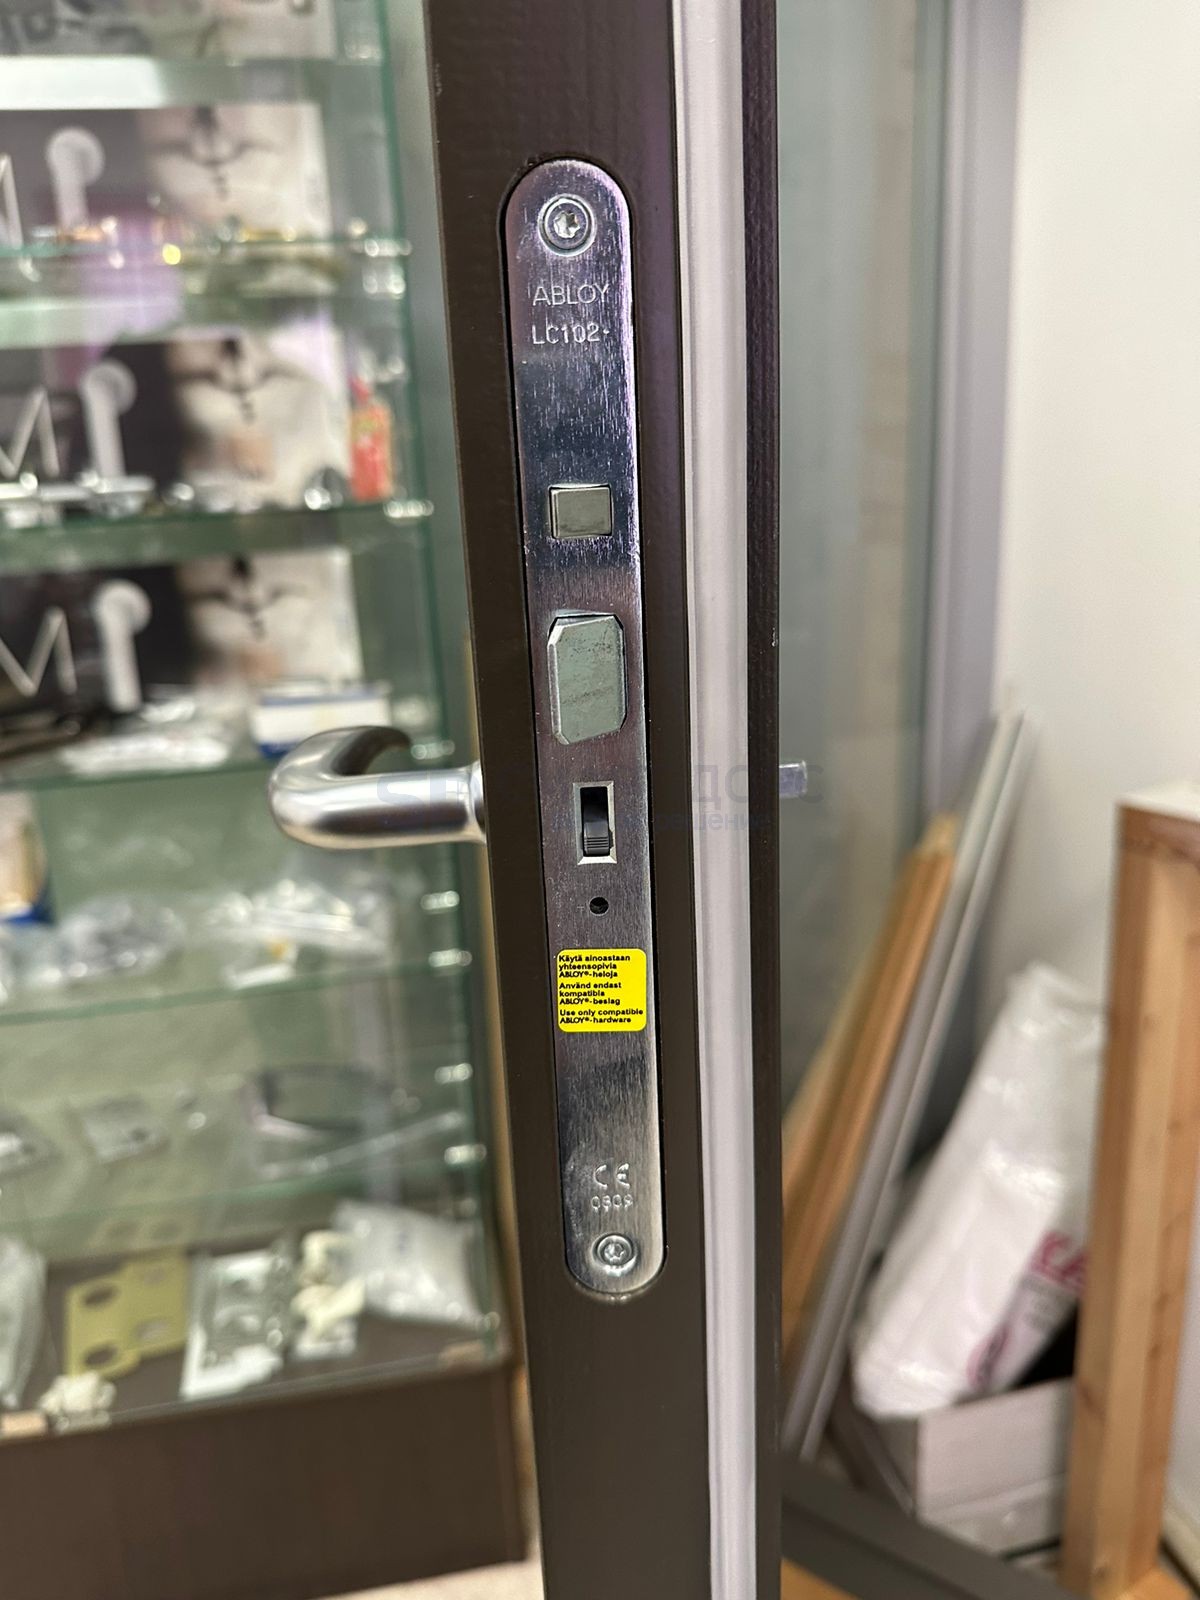 ABLOY
LC102
Käytä ainoastaan
yhteensopivia
ABLOY®-heloja
Använd endast
kompatibla
ABLOY®-beslag
Use only compatible
ABLOY®-hardware
CE
0809